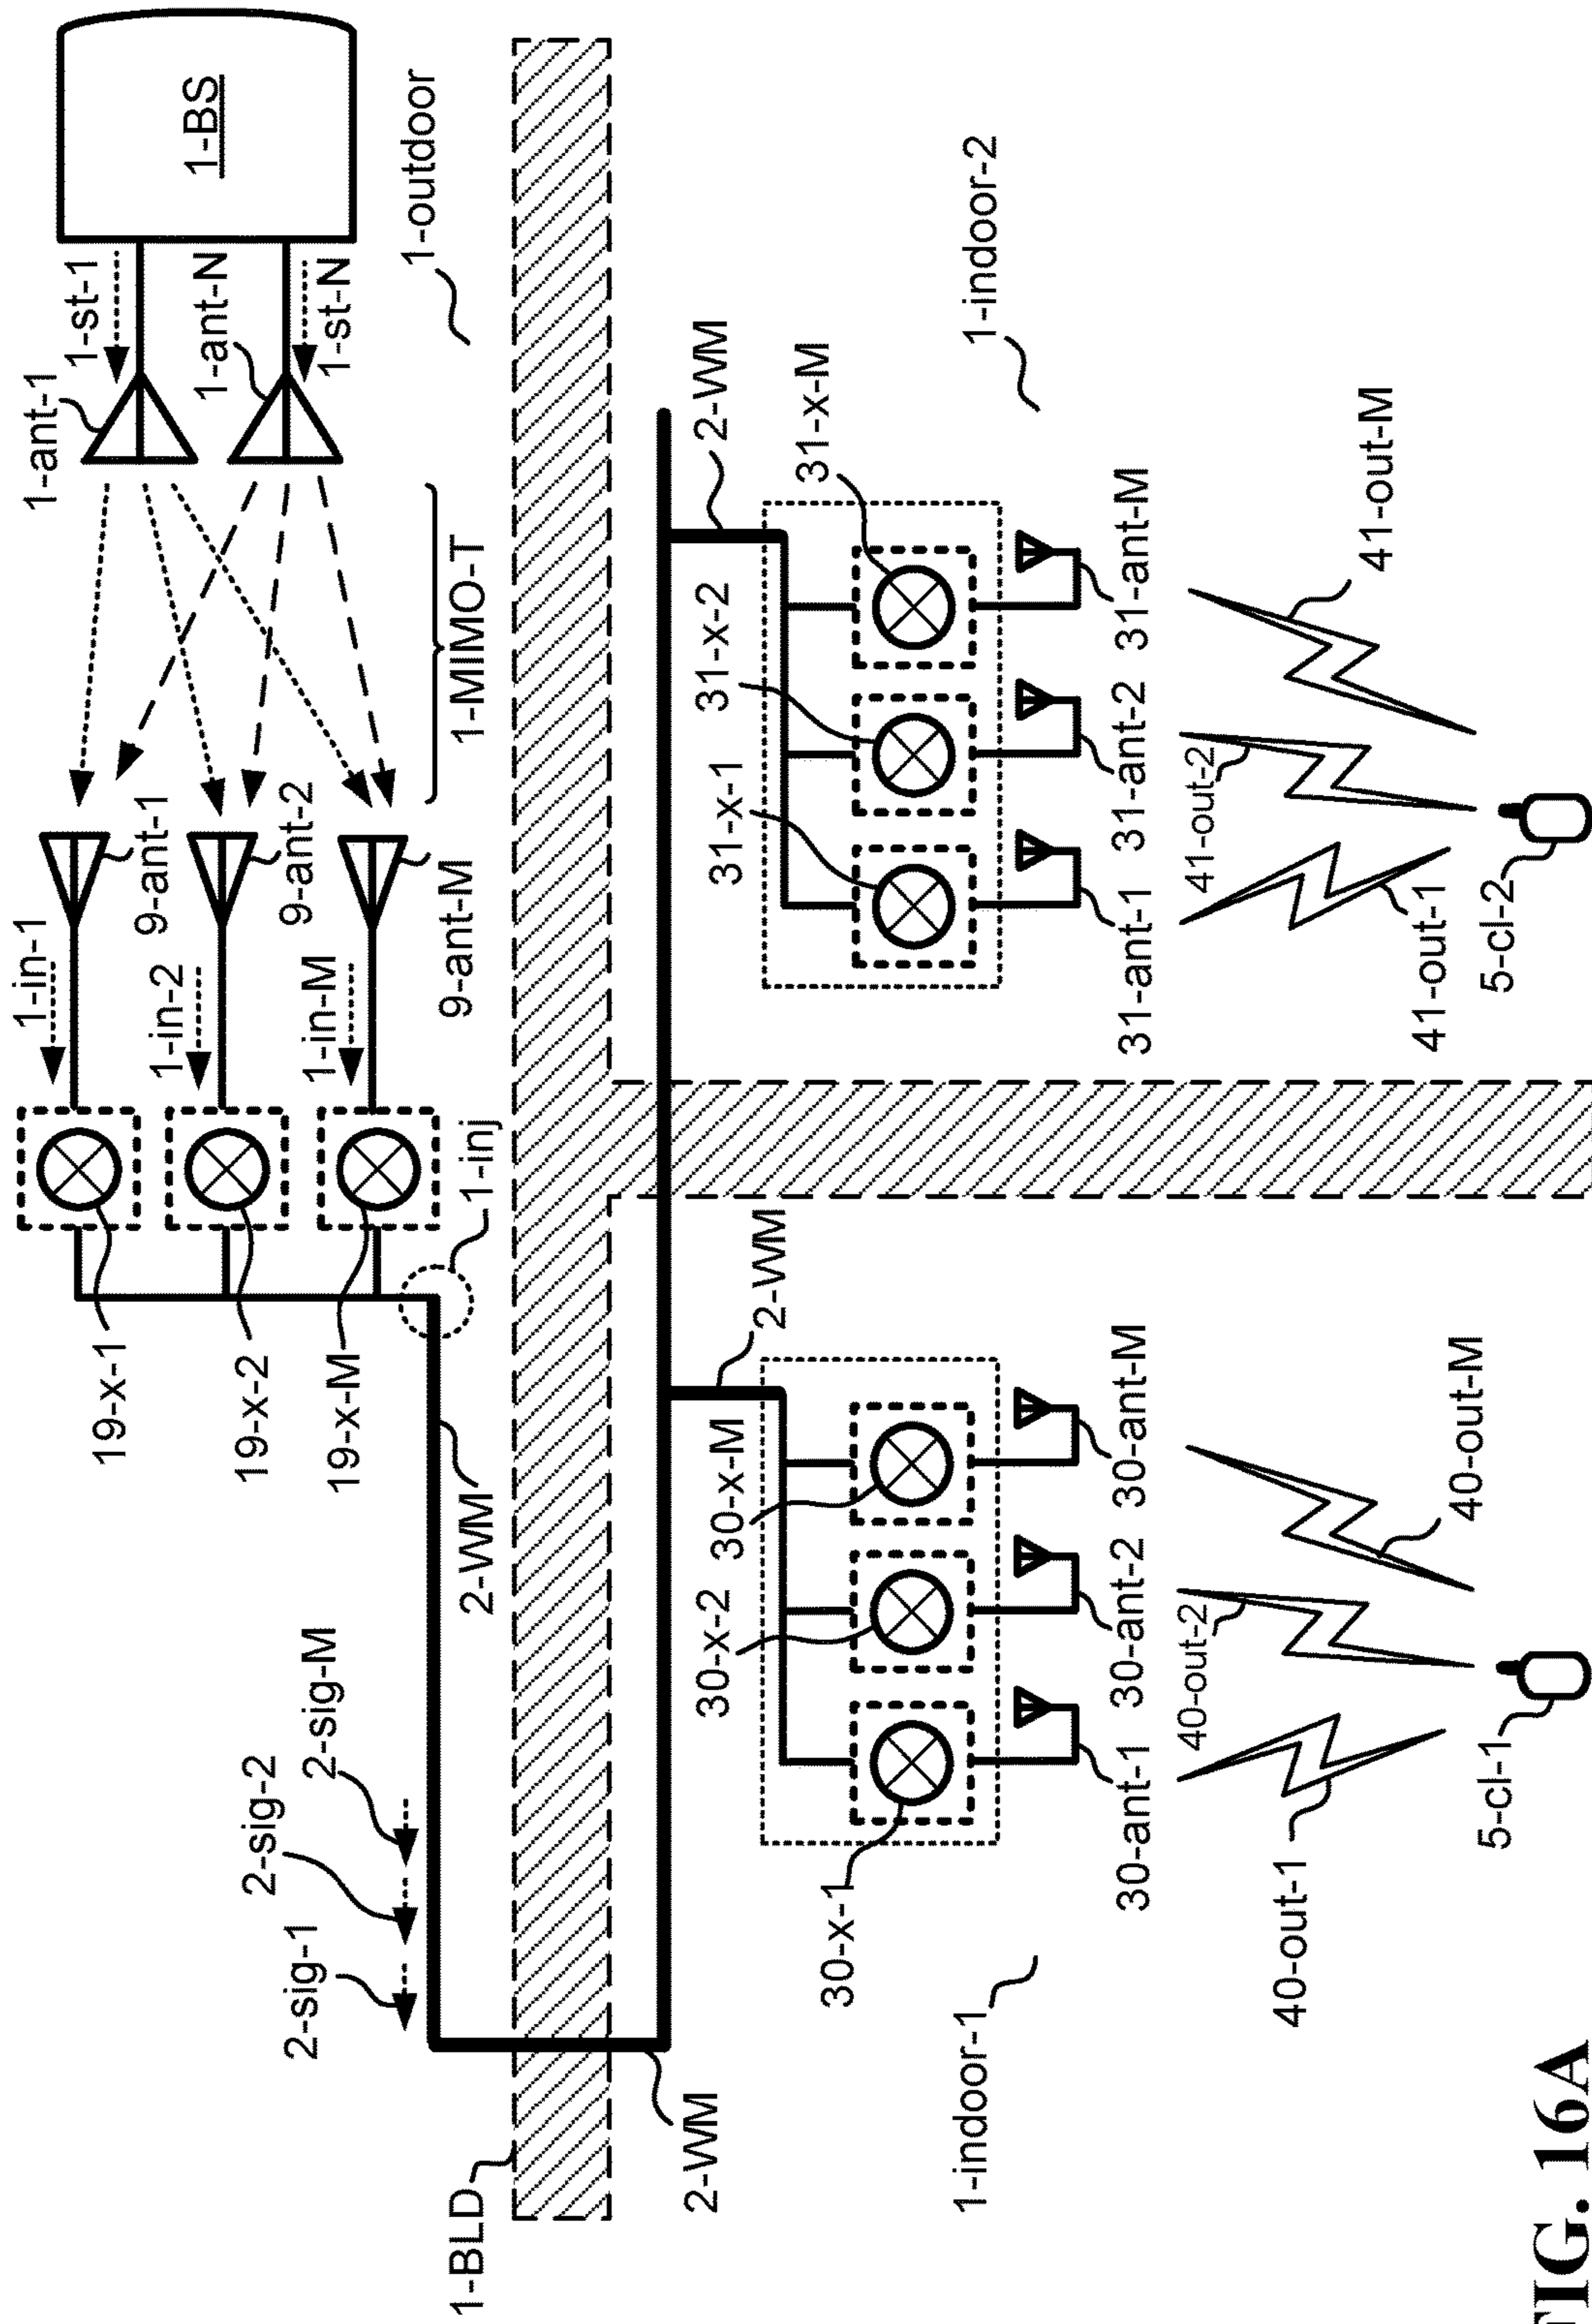 1-BS
1-st-1
1-ant-1
1-ant-N
1-st-N
1-outdoor
1-MIMO-T
9-ant-1
9-ant-2
9-ant-M
1-in-1
1-in-2
1-in-M
1-inj
19-x-1
19-x-2
19-x-M
2-WM
2-sig-M
2-sig-2
2-sig-1
1-BLD
2-WM
1-indoor-1
2-WM
30-x-M
30-x-2
30-x-1
30-ant-1
30-ant-2
30-ant-M
40-out-1
40-out-2
40-out-M
5-cl-1
1-indoor-2
2-WM
31-x-M
31-x-2
31-x-1
31-ant-1
31-ant-2
31-ant-M
41-out-1
41-out-2
41-out-M
5-cl-2
FIG. 16A